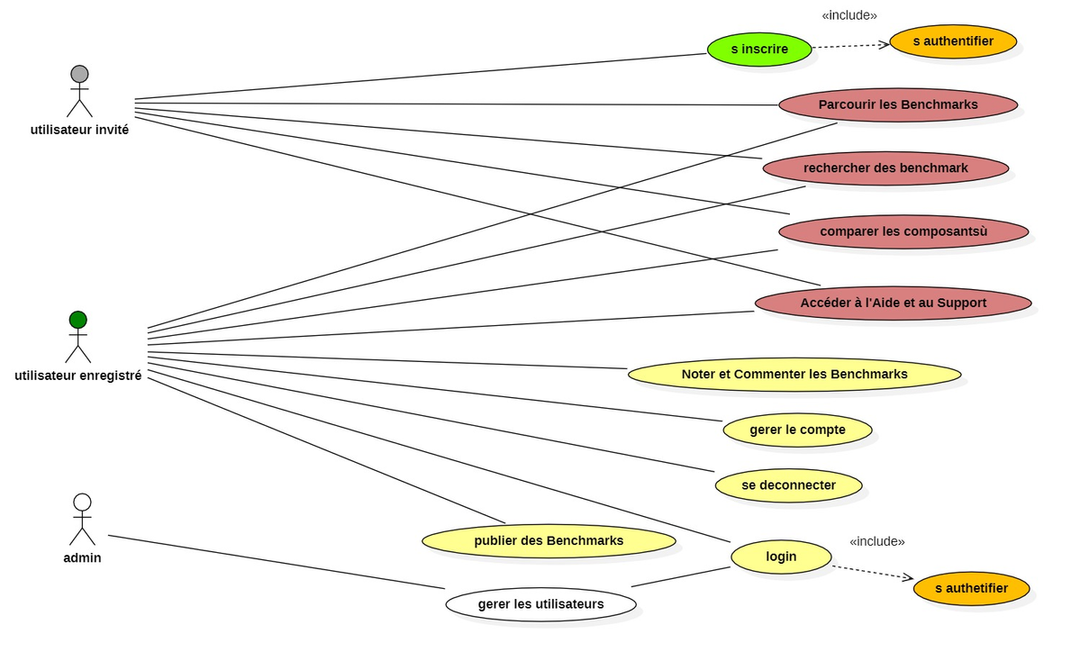 «include»
s inscrire
s authentifier
utilisateur invité
Parcourir les Benchmarks
rechercher des benchmark
comparer les composantsù
Accéder à l'Aide et au Support
utilisateur enregistré
Noter et Commenter les Benchmarks
gerer le compte
se deconnecter
admin
publier des Benchmarks
«include»
login
s authetifier
gerer les utilisateurs